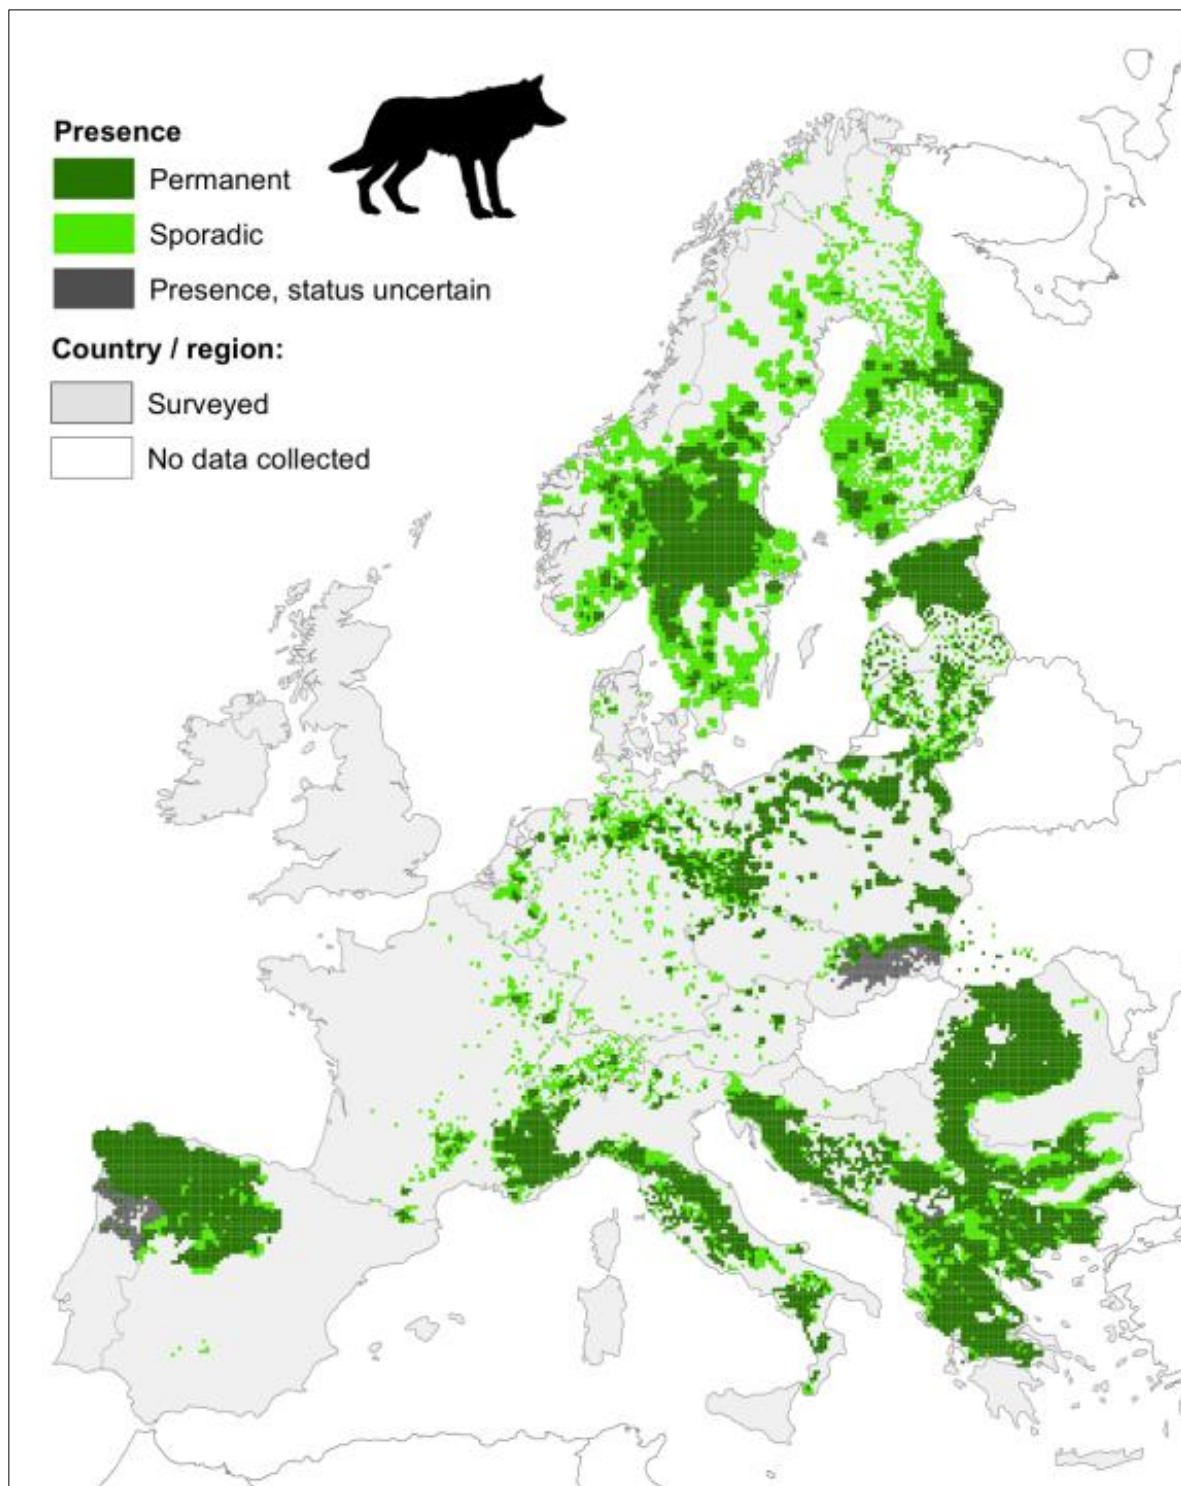 Presence
Permanent
Sporadic
Presence, status uncertain
Country / region:
Surveyed
No data collected